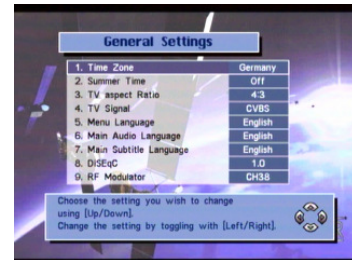 General Settings
1. Time Zone Germany
2. Summer Time Off
3. TV aspect Ratio 4:3
4. TV Signal CVBS
5. Menu Language English
6. Main Audio Language English
7. Main Subtitle Language English
8. DiSEqC 1.0
9. RF Modulator CH38
Choose the setting you wish to change
using [Up/Down].
Change the setting by toggling with [Left/Right].